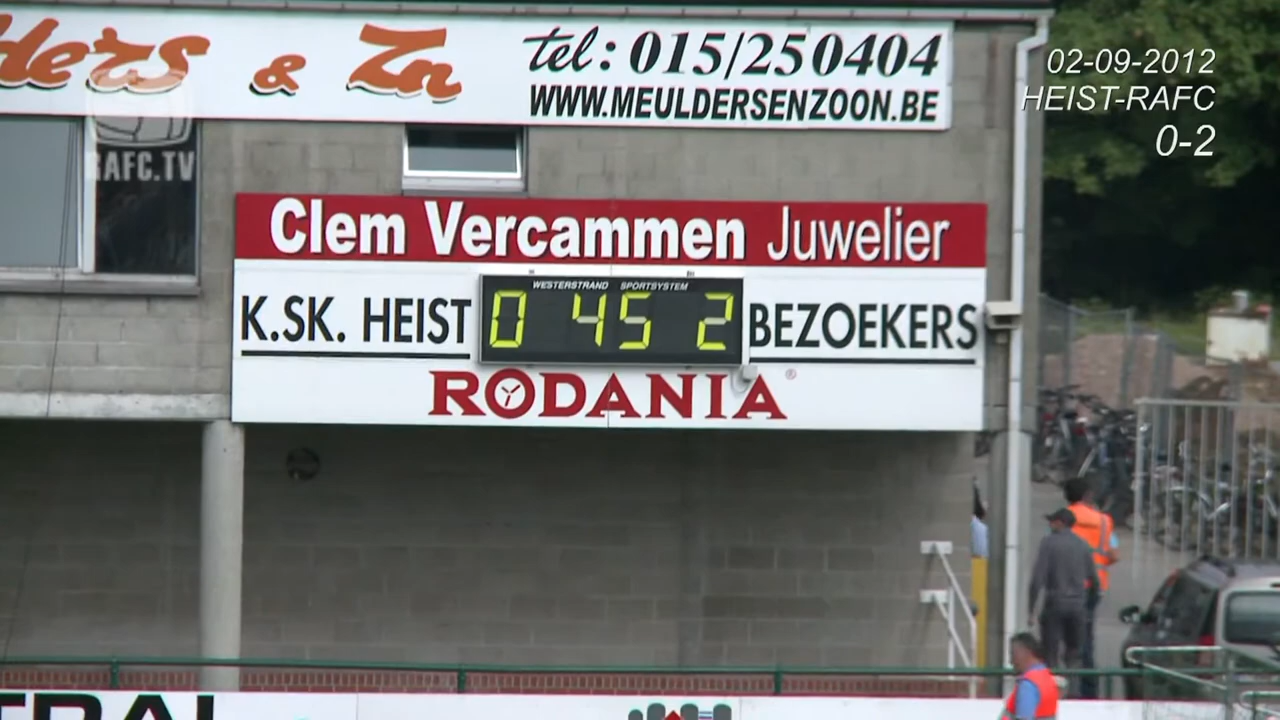 & Zn
tel: 015/250404
WWW.MEULDERSENZOON.BE
02-09-2012
HEIST-RAFC
0-2
RAFC.TV
Clem Vercammen Juwelier
WESTERSTRAND SPORTSYSTEM
K.SK. HEIST 0 45 2 BEZOEKERS
RODANIA®